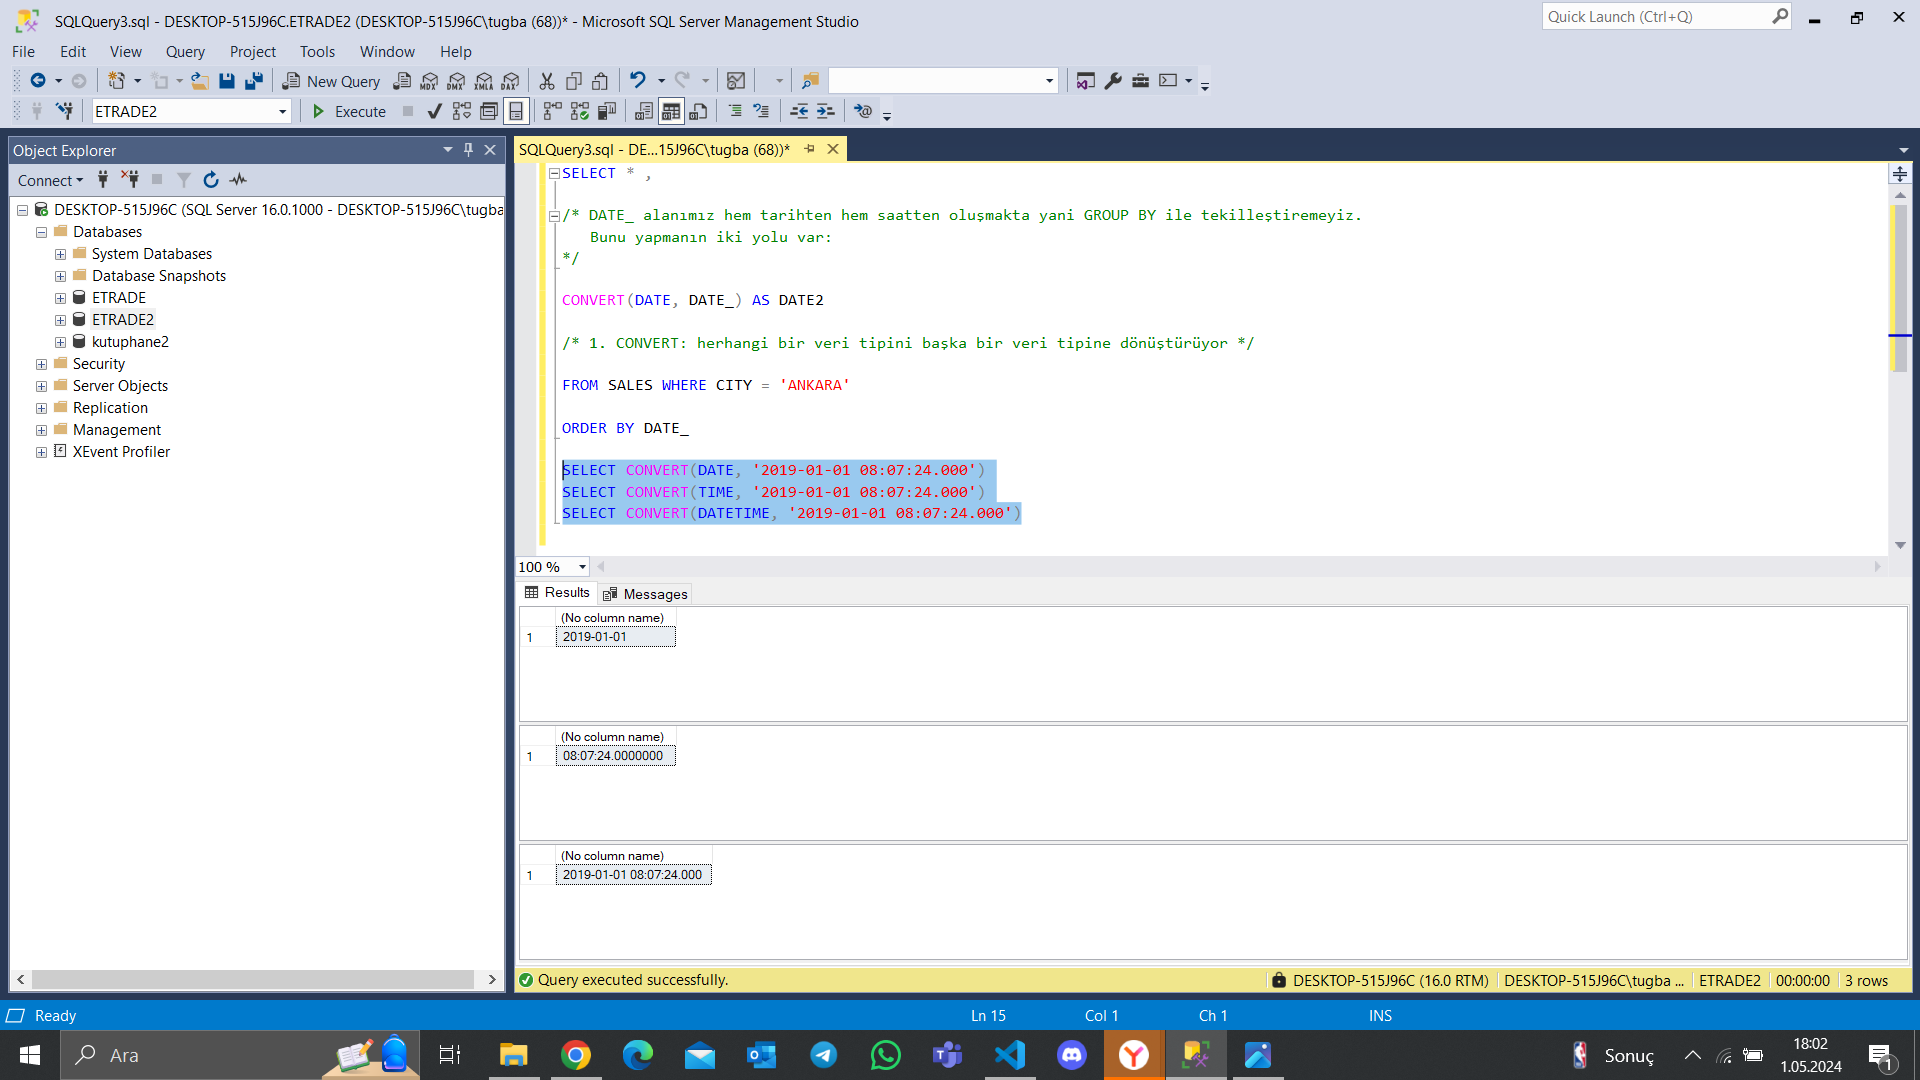 SQLQuery3.sql - DESKTOP-515J96C.ETRADE2 (DESKTOP-515J96C\tugba (68))* - Microsoft SQL Server Management Studio
Quick Launch (Ctrl+Q)
File Edit View Query Project Tools Window Help
New Query MDX DMX XMLA DAX
ETRADE2 Execute
Object Explorer
Connect
DESKTOP-515J96C (SQL Server 16.0.1000 - DESKTOP-515J96C\tugba
Databases
System Databases
Database Snapshots
ETRADE
ETRADE2
kutuphane2
Security
Server Objects
Replication
Management
XEvent Profiler
SQLQuery3.sql - DE...15J96C\tugba (68))*
SELECT * ,
/* DATE_ alanımız hem tarihten hem saatten oluşmakta yani GROUP BY ile tekilleştiremeyiz.
Bunu yapmanın iki yolu var:
*/
CONVERT(DATE, DATE_) AS DATE2
/* 1. CONVERT: herhangi bir veri tipini başka bir veri tipine dönüştürüyor */
FROM SALES WHERE CITY = 'ANKARA'
ORDER BY DATE_
SELECT CONVERT(DATE, '2019-01-01 08:07:24.000')
SELECT CONVERT(TIME, '2019-01-01 08:07:24.000')
SELECT CONVERT(DATETIME, '2019-01-01 08:07:24.000')
100 %
Results Messages
(No column name)
1 2019-01-01
(No column name)
1 08:07:24.0000000
(No column name)
1 2019-01-01 08:07:24.000
Query executed successfully. DESKTOP-515J96C (16.0 RTM) DESKTOP-515J96C\tugba ... ETRADE2 00:00:00 3 rows
Ready Ln 15 Col 1 Ch 1 INS
Ara Sonuç 18:02
1.05.2024
1